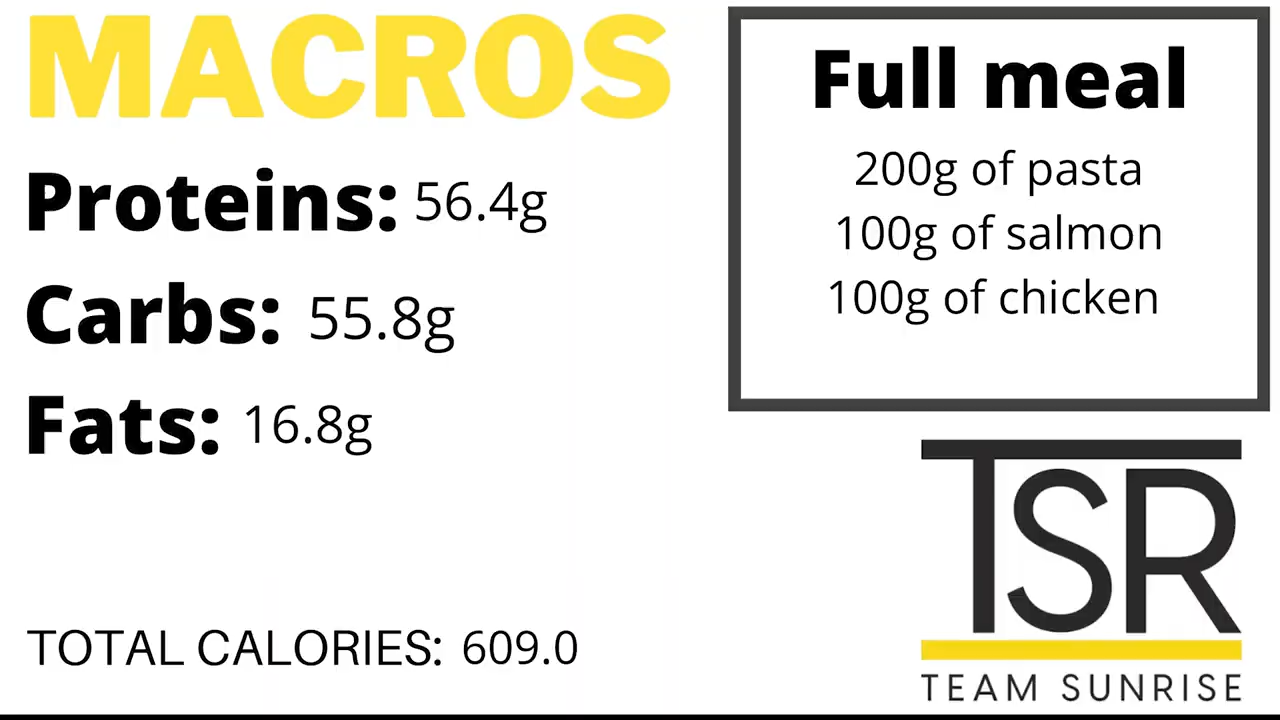 MACROS
Proteins: 56.4g
Carbs: 55.8g
Fats: 16.8g
TOTAL CALORIES: 609.0
Full meal
200g of pasta
100g of salmon
100g of chicken
TSR
TEAM SUNRISE